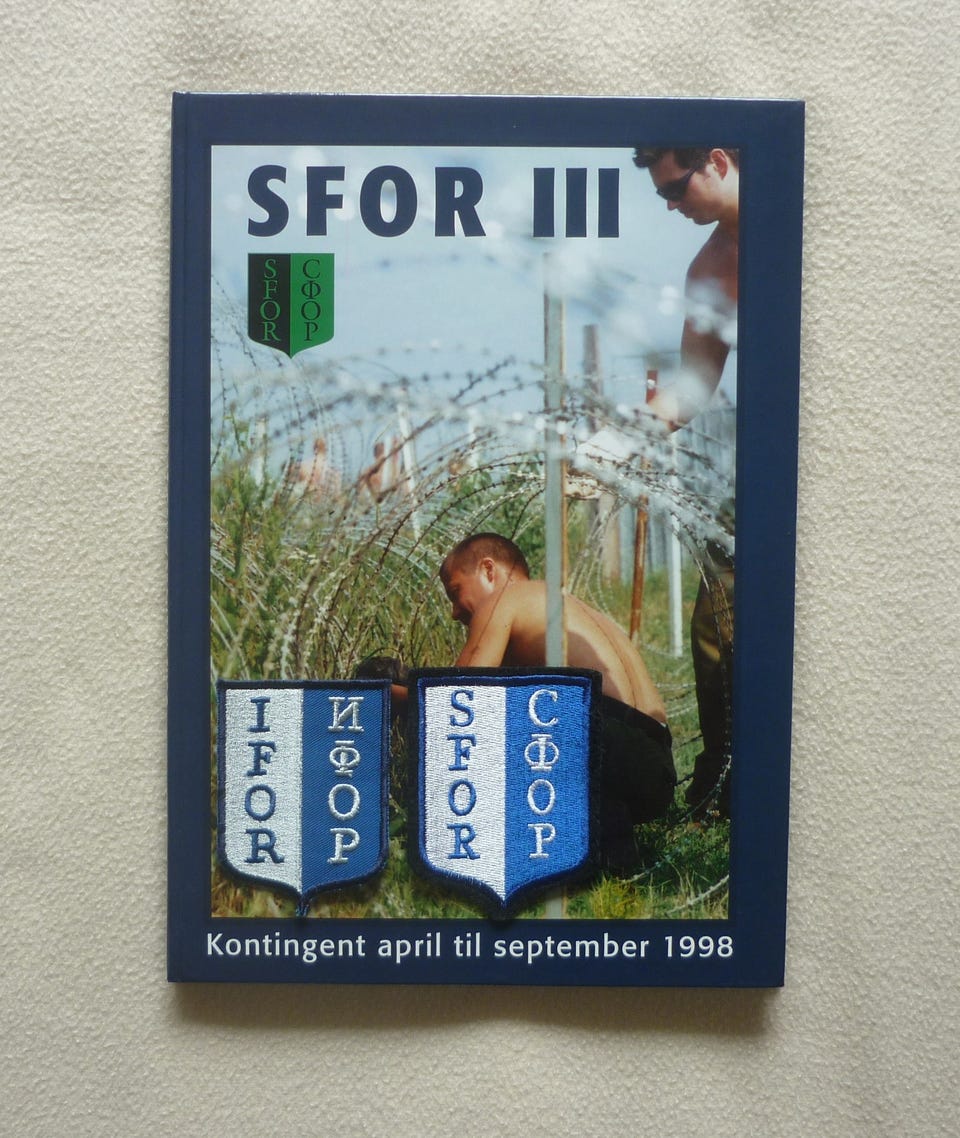 SFOR III
SFOR СФОР
IFOR ИФОР
SFOR СФОР
Kontingent april til september 1998